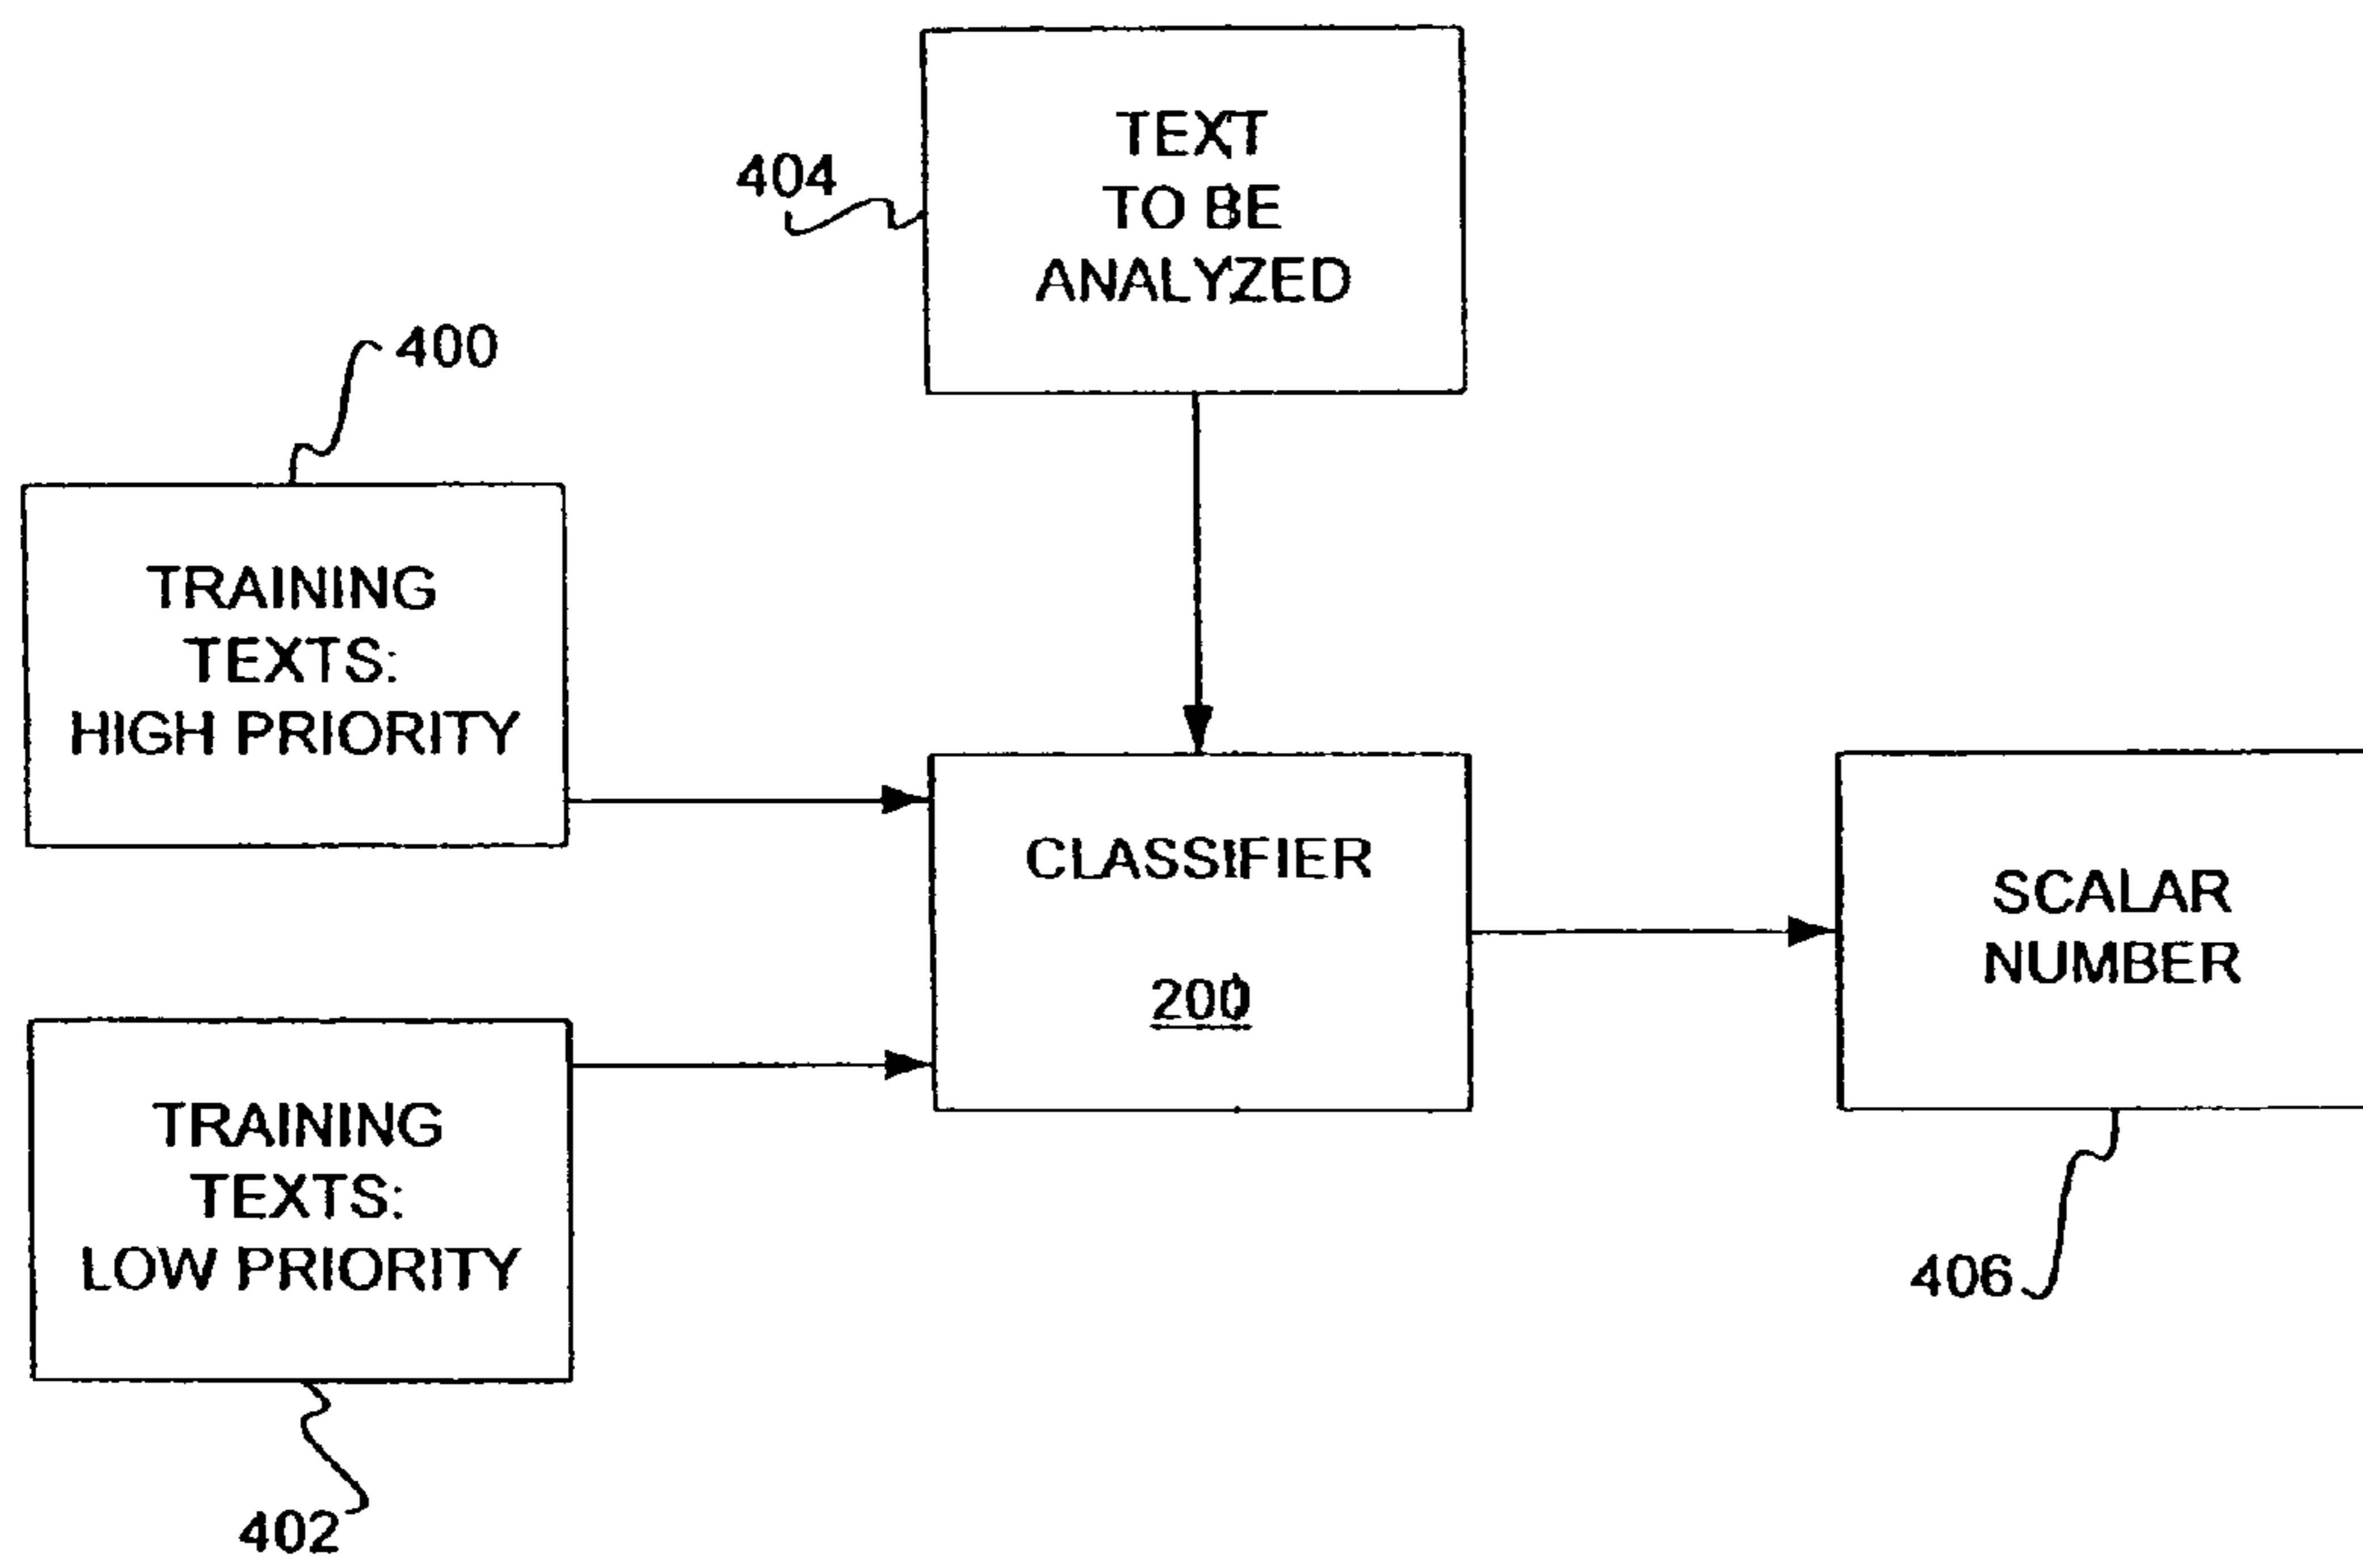 404
TEXT
TO BE
ANALYZED
400
TRAINING
TEXTS:
HIGH PRIORITY
CLASSIFIER
200
SCALAR
NUMBER
TRAINING
TEXTS:
LOW PRIORITY
406
402